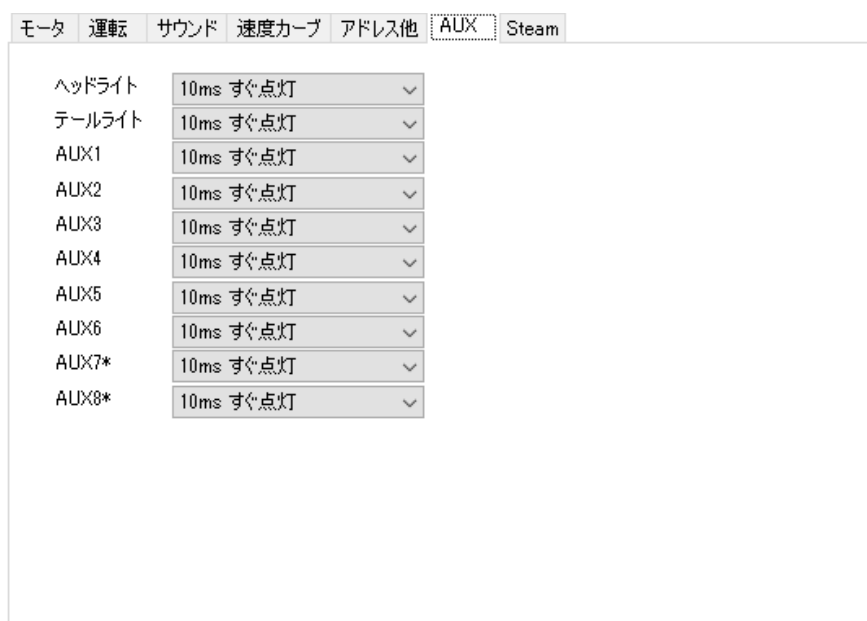 モータ 運転 サウンド 速度カーブ アドレス他 AUX Steam
ヘッドライト 10ms すぐ点灯
テールライト 10ms すぐ点灯
AUX1 10ms すぐ点灯
AUX2 10ms すぐ点灯
AUX3 10ms すぐ点灯
AUX4 10ms すぐ点灯
AUX5 10ms すぐ点灯
AUX6 10ms すぐ点灯
AUX7* 10ms すぐ点灯
AUX8* 10ms すぐ点灯